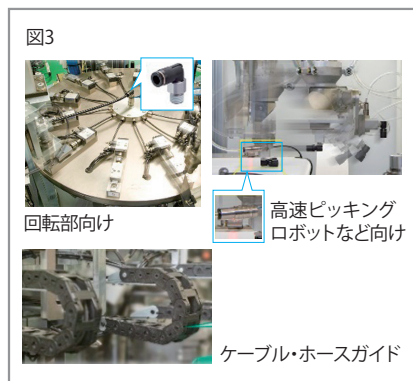 図3
回転部向け
高速ピッキング
ロボットなど向け
ケーブル・ホースガイド